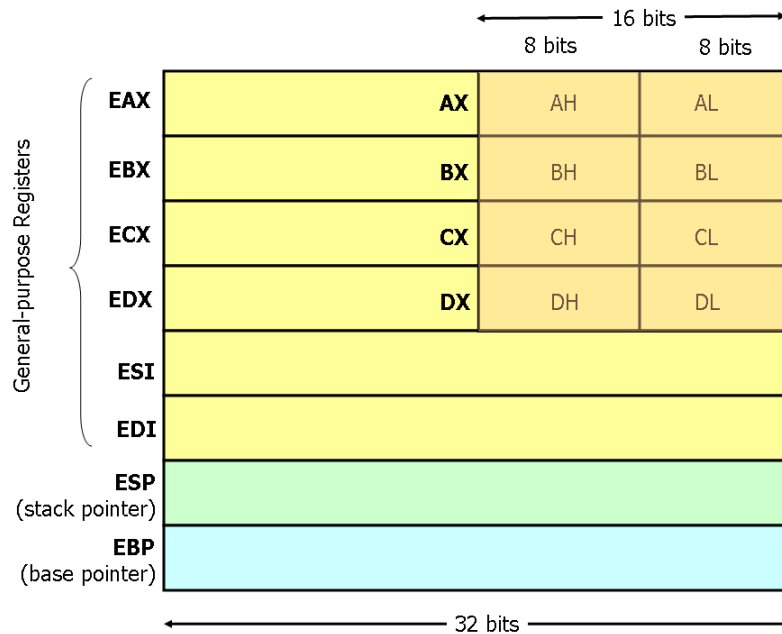 16 bits
8 bits 8 bits
EAX AX AH AL
EBX BX BH BL
ECX CX CH CL
EDX DX DH DL
ESI
EDI
General-purpose Registers
ESP
(stack pointer)
EBP
(base pointer)
32 bits